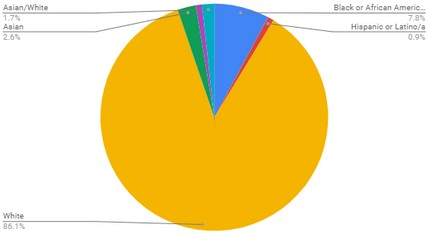 Asian/White
1.7%
Asian
2.6%
Black or African Americ...
7.8%
Hispanic or Latino/a
0.9%
White
86.1%